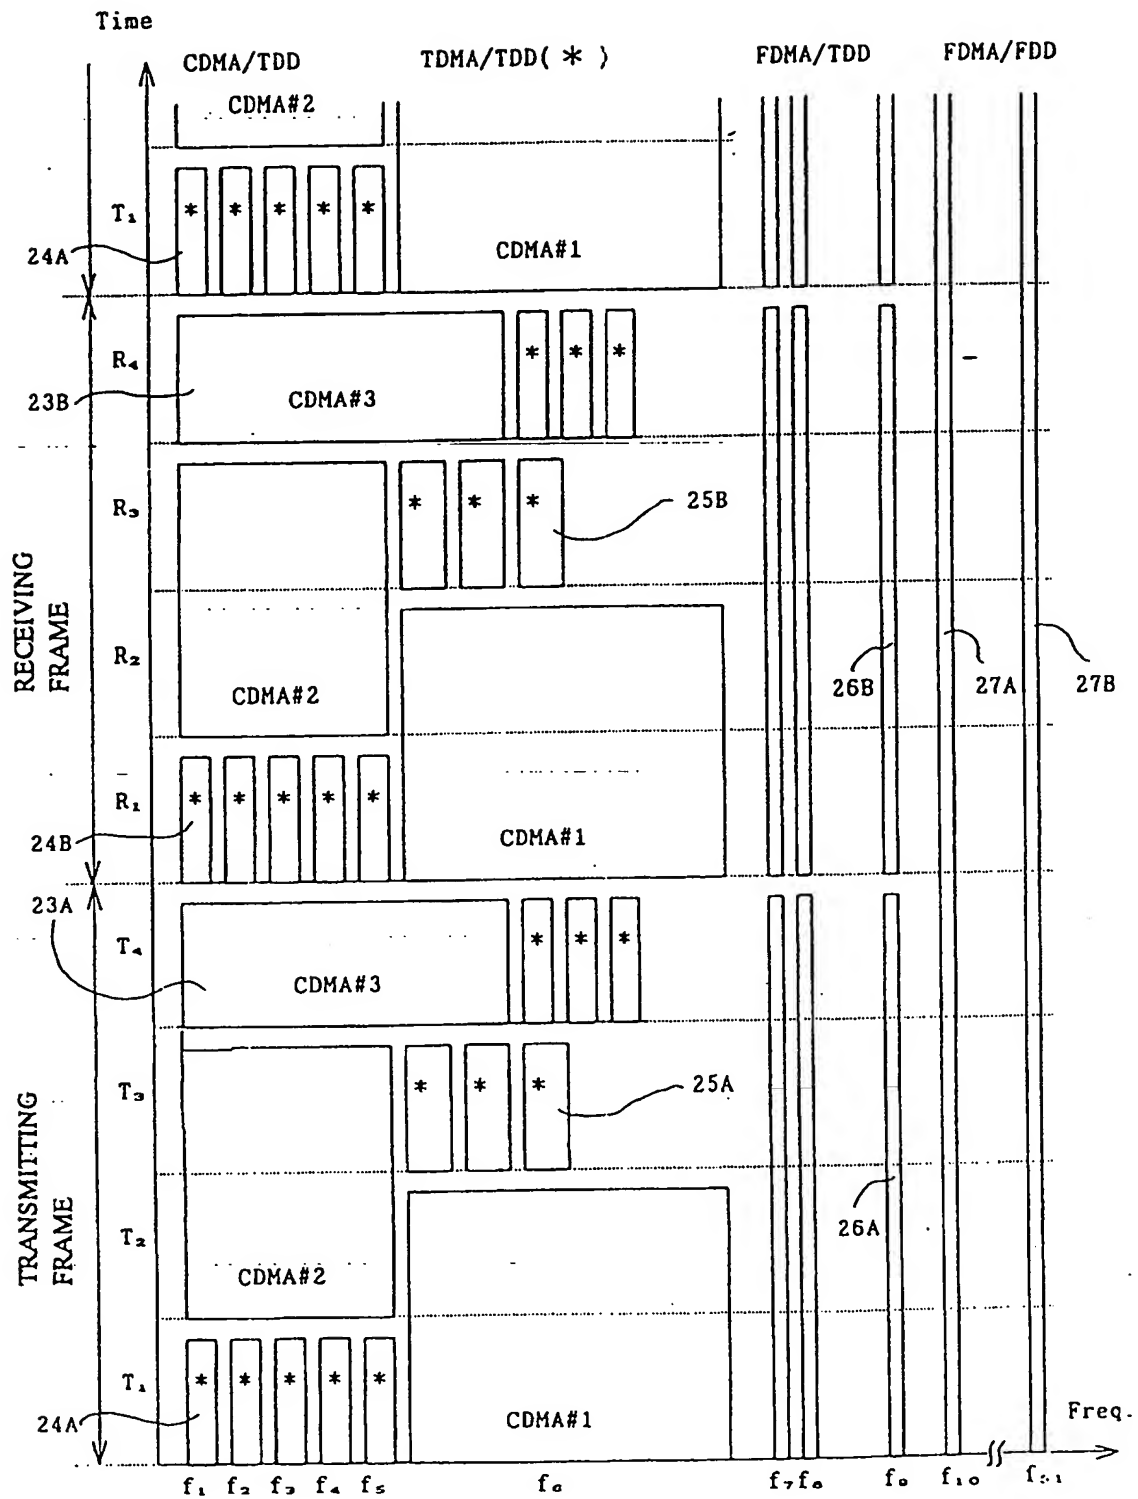 Time
CDMA/TDD TDMA/TDD( * ) FDMA/TDD FDMA/FDD
CDMA#2
T₁ * * * * *
24A
CDMA#1
R₄ * * *
23B
CDMA#3
R₃ * * *
25B
RECEIVING
FRAME
R₂
26B 27A 27B
CDMA#2
R₁ * * * * *
24B
CDMA#1
23A
T₄ * * *
CDMA#3
T₃ * * *
25A
TRANSMITTING
FRAME
T₂
26A
CDMA#2
T₁ * * * * *
24A
CDMA#1
Freq.
f₁ f₂ f₃ f₄ f₅ f₆ f₇ f₈ f₉ f₁₀